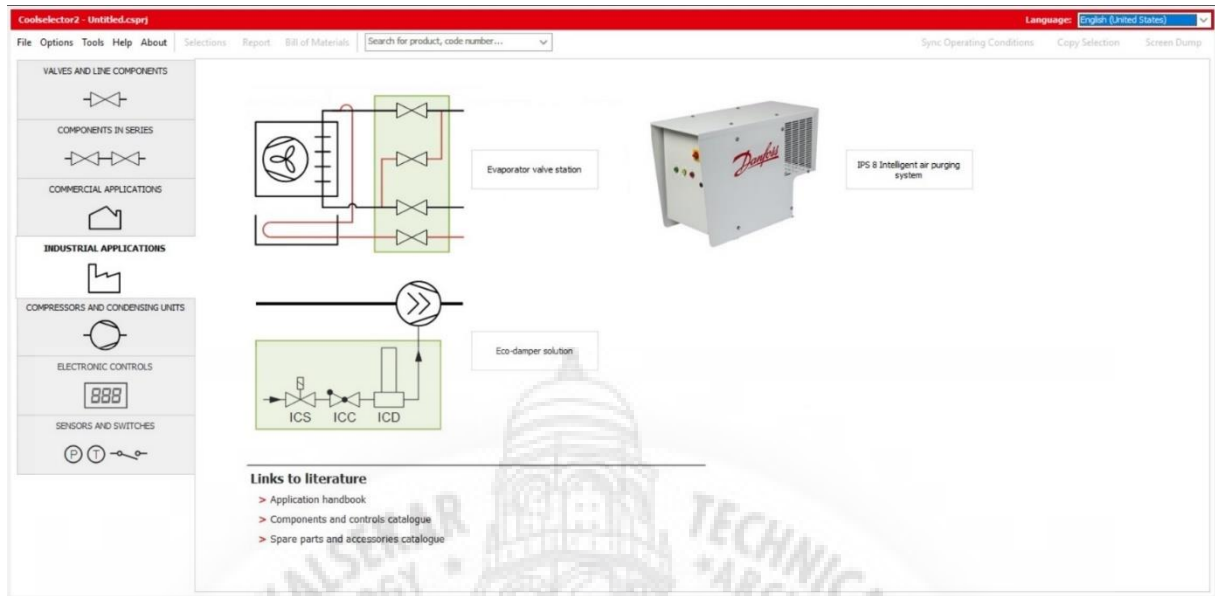 Coolselector2 - Untitled.csprj
Language: English (United States)
File Options Tools Help About Selections Report Bill of Materials Search for product, code number... Sync Operating Conditions Copy Selection Screen Dump
VALVES AND LINE COMPONENTS
COMPONENTS IN SERIES
COMMERCIAL APPLICATIONS
INDUSTRIAL APPLICATIONS
COMPRESSORS AND CONDENSING UNITS
ELECTRONIC CONTROLS
888
SENSORS AND SWITCHES
P T
Evaporator valve station
Danfoss
IPS 8 Intelligent air purging
system
ICS ICC ICD
Eco-damper solution
Links to literature
> Application handbook
> Components and controls catalogue
> Spare parts and accessories catalogue